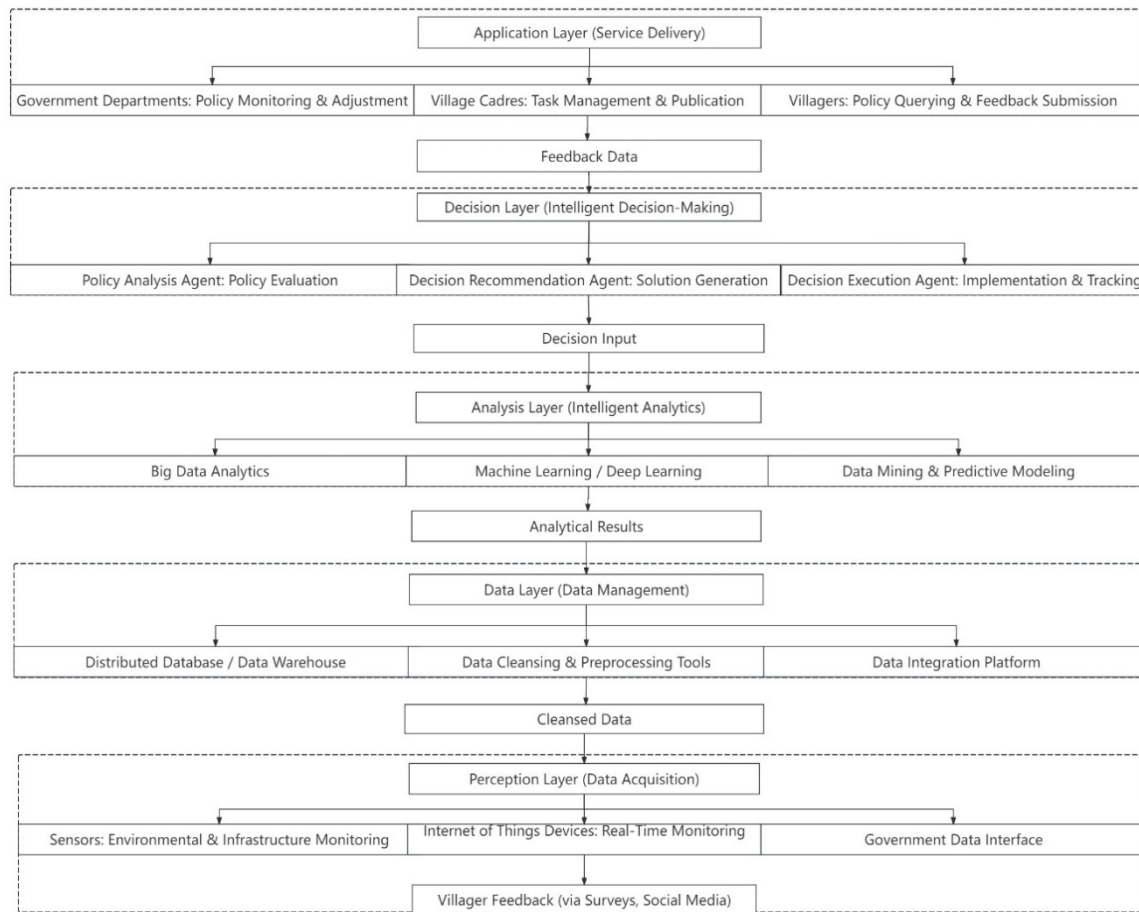 Application Layer (Service Delivery)
Government Departments: Policy Monitoring & Adjustment
Village Cadres: Task Management & Publication
Villagers: Policy Querying & Feedback Submission
Feedback Data
Decision Layer (Intelligent Decision-Making)
Policy Analysis Agent: Policy Evaluation
Decision Recommendation Agent: Solution Generation
Decision Execution Agent: Implementation & Tracking
Decision Input
Analysis Layer (Intelligent Analytics)
Big Data Analytics
Machine Learning / Deep Learning
Data Mining & Predictive Modeling
Analytical Results
Data Layer (Data Management)
Distributed Database / Data Warehouse
Data Cleansing & Preprocessing Tools
Data Integration Platform
Cleansed Data
Perception Layer (Data Acquisition)
Sensors: Environmental & Infrastructure Monitoring
Internet of Things Devices: Real-Time Monitoring
Government Data Interface
Villager Feedback (via Surveys, Social Media)